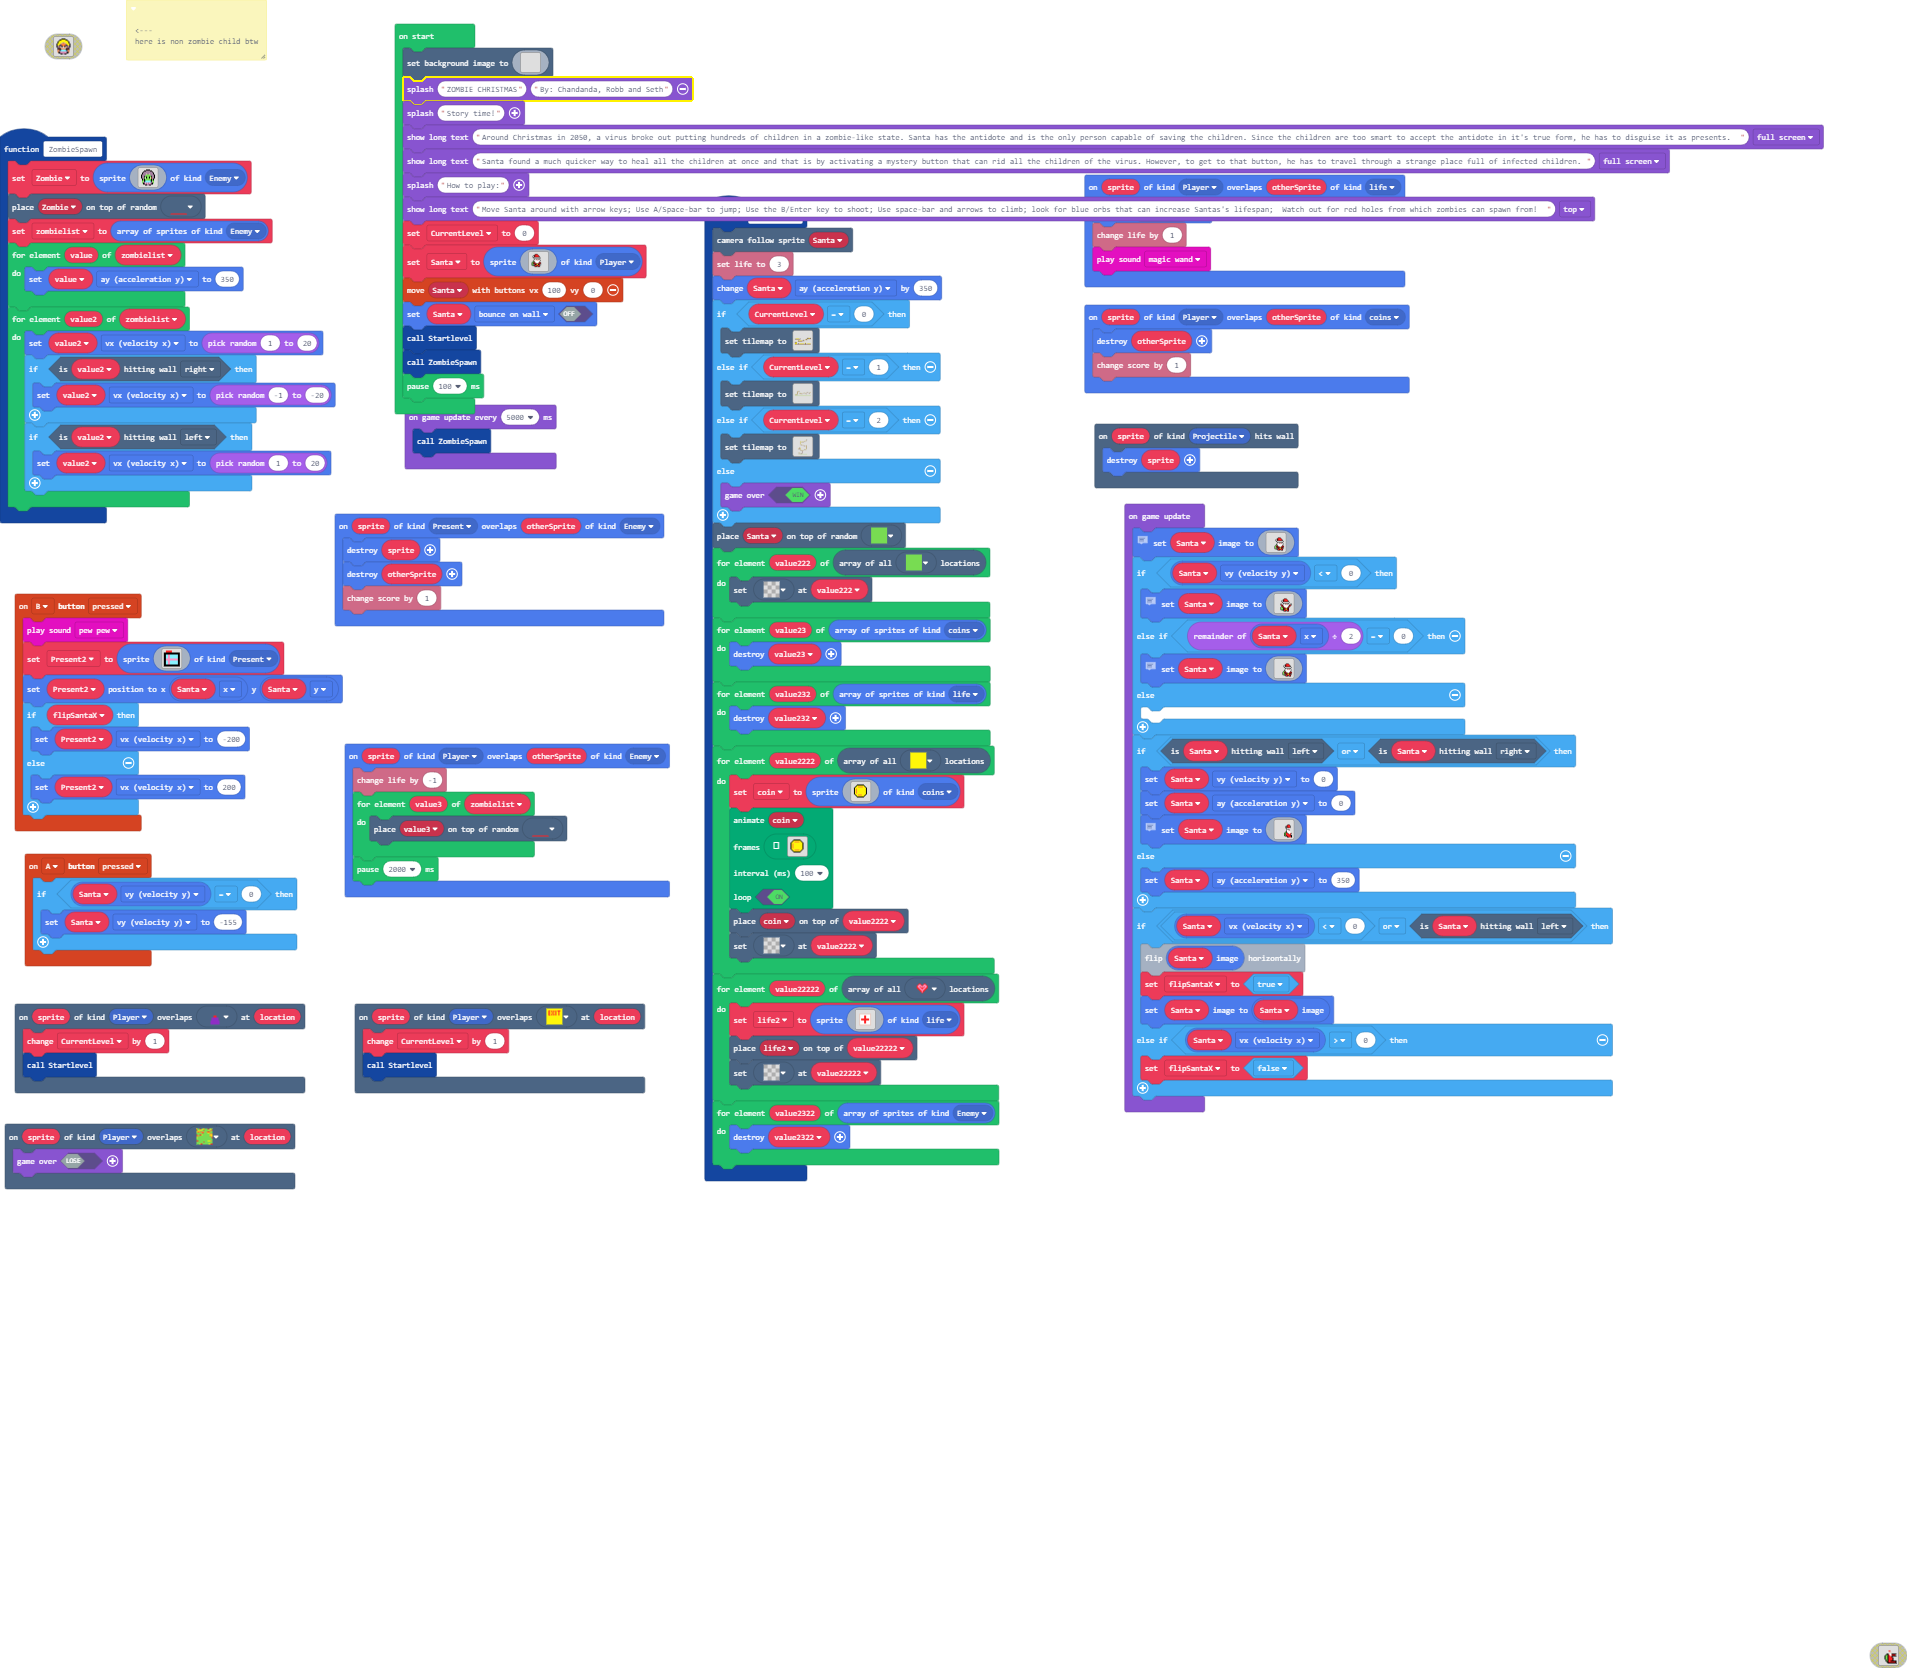 <---
here is non zombie child btw
function ZombieSpawn
set Zombie to sprite of kind Enemy
place Zombie on top of random
set zombielist to array of sprites of kind Enemy
for element value of zombielist
do
set value ay (acceleration y) to 350
for element value2 of zombielist
do
set value2 vx (velocity x) to pick random 1 to 20
if is value2 hitting wall right then
set value2 vx (velocity x) to pick random -1 to -20
if is value2 hitting wall left then
set value2 vx (velocity x) to pick random 1 to 20
on B button pressed
play sound pew pew
set Present2 to sprite of kind Present
set Present2 position to x Santa x y Santa y
if flipSantaX then
set Present2 vx (velocity x) to -200
else
set Present2 vx (velocity x) to 200
on A button pressed
if Santa vy (velocity y) = 0 then
set Santa vy (velocity y) to -155
on sprite of kind Player overlaps at location
change CurrentLevel by 1
call Startlevel
on sprite of kind Player overlaps at location
game over LOSE
on start
set background image to
splash "ZOMBIE CHRISTMAS" "By: Chandanda, Robb and Seth"
splash "Story time!"
show long text "Around Christmas in 2050, a virus broke out putting hundreds of children in a zombie-like state. Santa has the antidote and is the only person capable of saving the children. Since the children are too smart to accept the antidote in it's true form, he has to disguise it as presents. " full screen
show long text "Santa found a much quicker way to heal all the children at once and that is by activating a mystery button that can rid all the children of the virus. However, to get to that button, he has to travel through a strange place full of infected children. " full screen
splash "How to play:"
show long text "Move Santa around with arrow keys; Use A/Space-bar to jump; Use the B/Enter key to shoot; Use space-bar and arrows to climb; look for blue orbs that can increase Santas's lifespan;  Watch out for red holes from which zombies can spawn from!  " top
set CurrentLevel to 0
set Santa to sprite of kind Player
move Santa with buttons vx 100 vy 0
set Santa bounce on wall OFF
call Startlevel
call ZombieSpawn
pause 100 ms
on game update every 5000 ms
call ZombieSpawn
on sprite of kind Present overlaps otherSprite of kind Enemy
destroy sprite
destroy otherSprite
change score by 1
on sprite of kind Player overlaps otherSprite of kind Enemy
change life by -1
for element value3 of zombielist
do
place value3 on top of random
pause 2000 ms
on sprite of kind Player overlaps EXIT at location
change CurrentLevel by 1
call Startlevel
camera follow sprite Santa
set life to 3
change Santa ay (acceleration y) by 350
if CurrentLevel = 0 then
set tilemap to
else if CurrentLevel = 1 then
set tilemap to
else if CurrentLevel = 2 then
set tilemap to
else
game over WIN
place Santa on top of random
for element value222 of array of all locations
do
set at value222
for element value23 of array of sprites of kind coins
do
destroy value23
for element value232 of array of sprites of kind life
do
destroy value232
for element value2222 of array of all locations
do
set coin to sprite of kind coins
animate coin
frames
interval (ms) 100
loop ON
place coin on top of value2222
set at value2222
for element value22222 of array of all locations
do
set life2 to sprite of kind life
place life2 on top of value22222
set at value22222
for element value2322 of array of sprites of kind Enemy
do
destroy value2322
on sprite of kind Player overlaps otherSprite of kind life
change life by 1
play sound magic wand
on sprite of kind Player overlaps otherSprite of kind coins
destroy otherSprite
change score by 1
on sprite of kind Projectile hits wall
destroy sprite
on game update
set Santa image to
if Santa vy (velocity y) < 0 then
set Santa image to
else if remainder of Santa x ÷ 2 = 0 then
set Santa image to
else
if is Santa hitting wall left or is Santa hitting wall right then
set Santa vy (velocity y) to 0
set Santa ay (acceleration y) to 0
set Santa image to
else
set Santa ay (acceleration y) to 350
if Santa vx (velocity x) < 0 or is Santa hitting wall left then
flip Santa image horizontally
set flipSantaX to true
set Santa image to Santa image
else if Santa vx (velocity x) > 0 then
set flipSantaX to false